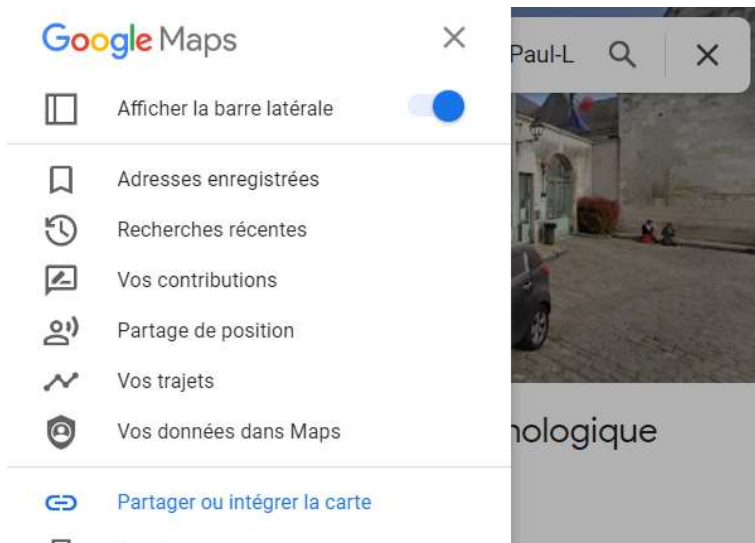 Google Maps
Paul-L
Afficher la barre latérale
Adresses enregistrées
Recherches récentes
Vos contributions
Partage de position
Vos trajets
Vos données dans Maps
nologique
Partager ou intégrer la carte